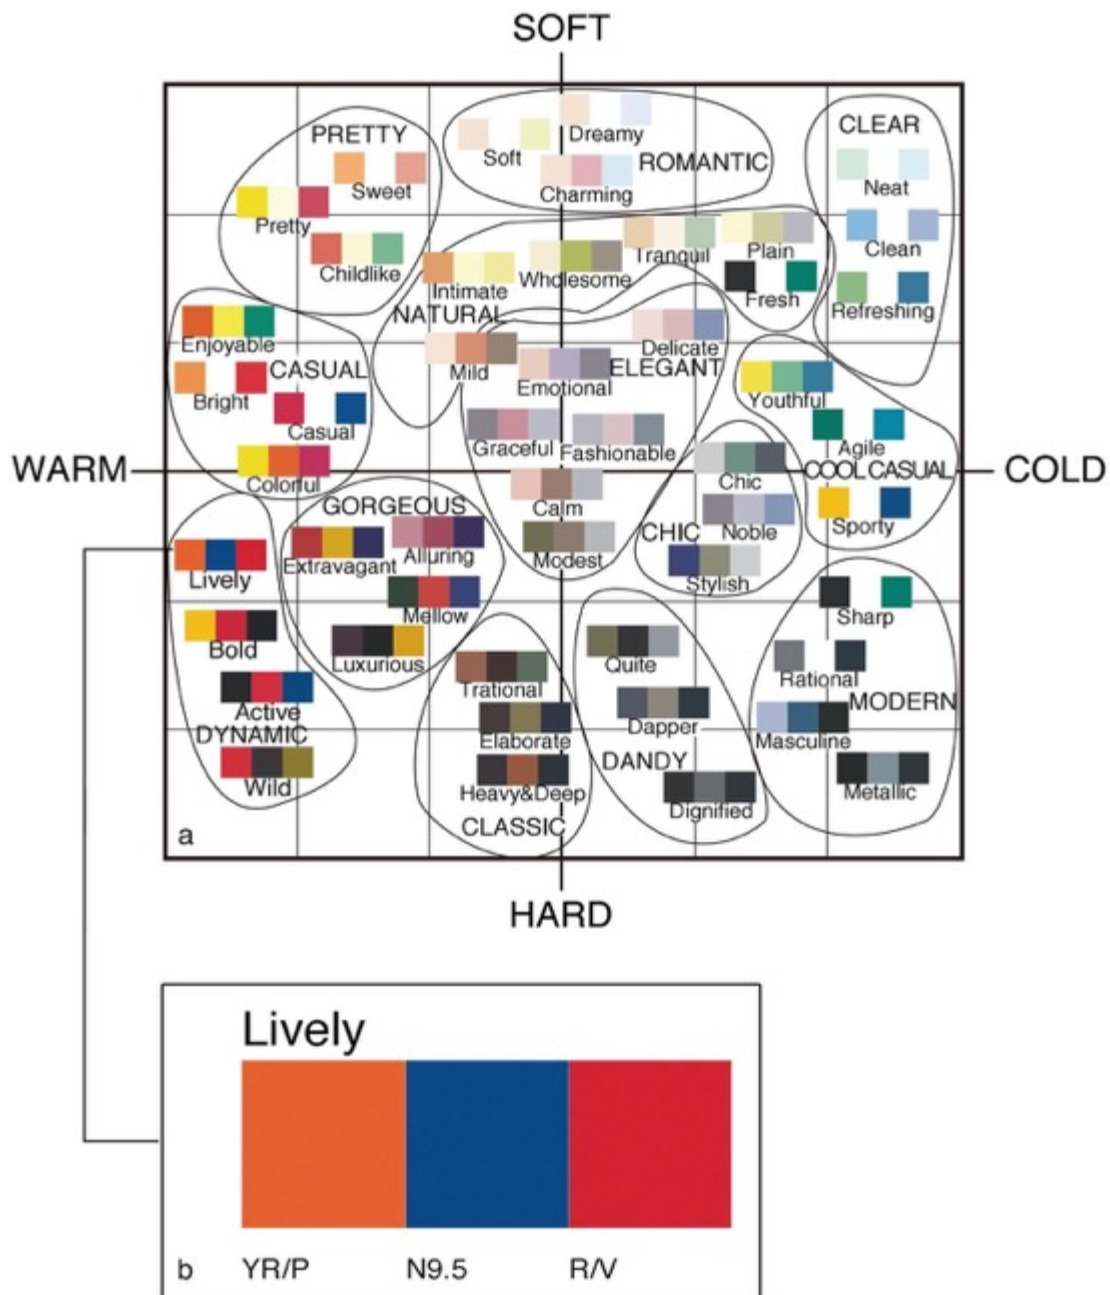 SOFT
PRETTY
Sweet
Pretty
Childlike
Dreamy
Soft
ROMANTIC
Charming
CLEAR
Neat
Clean
Refreshing
Tranquil
Plain
Wholesome
Intimate
Fresh
NATURAL
Mild
Enjoyable
CASUAL
Bright
Casual
Colorful
Delicate
ELEGANT
Emotional
Graceful
Fashionable
Calm
Modest
Youthful
Agile
COOL CASUAL
Sporty
WARM
COLD
Chic
CHIC
Noble
Stylish
GORGEOUS
Extravagant
Alluring
Mellow
Luxurious
Lively
Bold
Active
DYNAMIC
Wild
Trational
Elaborate
Heavy&Deep
CLASSIC
Quite
Dapper
DANDY
Dignified
Sharp
Rational
MODERN
Masculine
Metallic
a
HARD
Lively
b YR/P N9.5 R/V